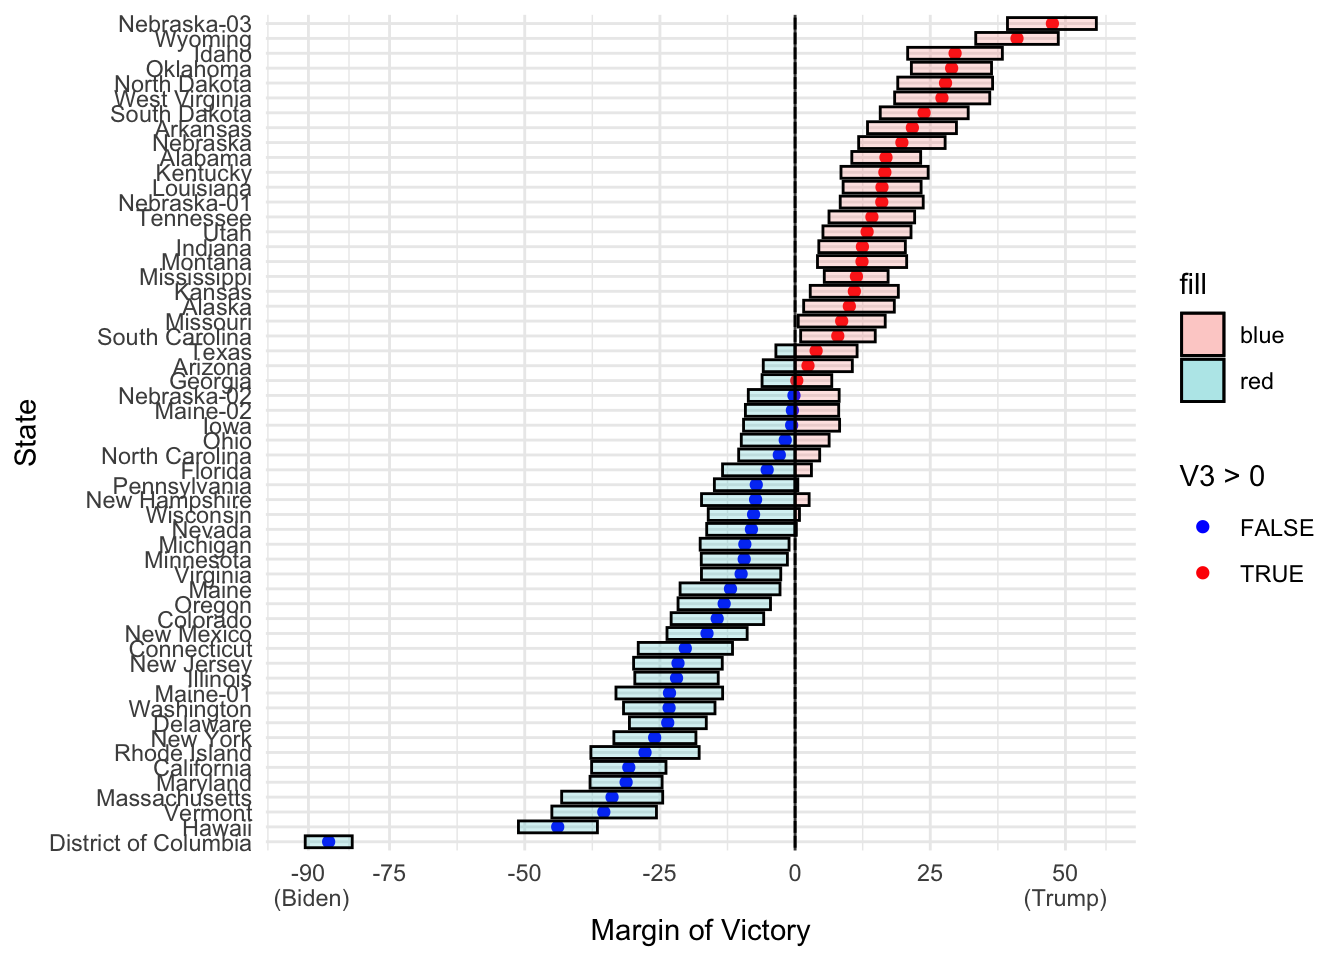 Nebraska-03
Wyoming
Idaho
Oklahoma
North Dakota
West Virginia
South Dakota
Arkansas
Nebraska
Alabama
Kentucky
Louisiana
Nebraska-01
Tennessee
Utah
Indiana
Montana
Mississippi
Kansas
Alaska
Missouri
South Carolina
Texas
Arizona
Georgia
Nebraska-02
Maine-02
Iowa
Ohio
North Carolina
Florida
Pennsylvania
New Hampshire
Wisconsin
Nevada
Michigan
Minnesota
Virginia
Maine
Oregon
Colorado
New Mexico
Connecticut
New Jersey
Illinois
Maine-01
Washington
Delaware
New York
Rhode Island
California
Maryland
Massachusetts
Vermont
Hawaii
District of Columbia
State
-90 -75 -50 -25 0 25 50
(Biden) (Trump)
Margin of Victory
fill
blue
red
V3 > 0
FALSE
TRUE